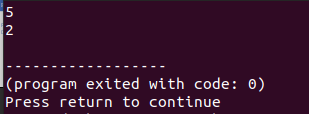 5
2
------------------
(program exited with code: 0)
Press return to continue